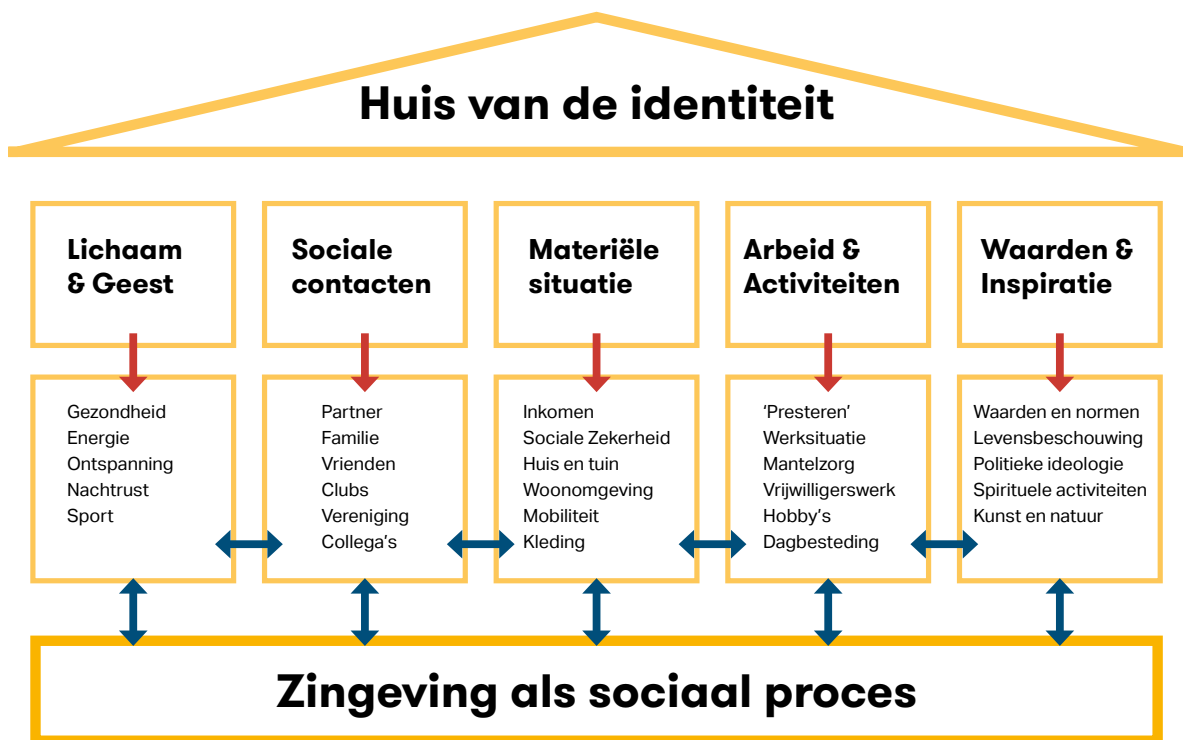 Huis van de identiteit
Lichaam
& Geest
Sociale
contacten
Materiële
situatie
Arbeid &
Activiteiten
Waarden &
Inspiratie
Gezondheid
Energie
Ontspanning
Nachtrust
Sport
Partner
Familie
Vrienden
Clubs
Vereniging
Collega's
Inkomen
Sociale Zekerheid
Huis en tuin
Woonomgeving
Mobiliteit
Kleding
‘Presteren’
Werksituatie
Mantelzorg
Vrijwilligerswerk
Hobby's
Dagbesteding
Waarden en normen
Levensbeschouwing
Politieke ideologie
Spirituele activiteiten
Kunst en natuur
Zingeving als sociaal proces